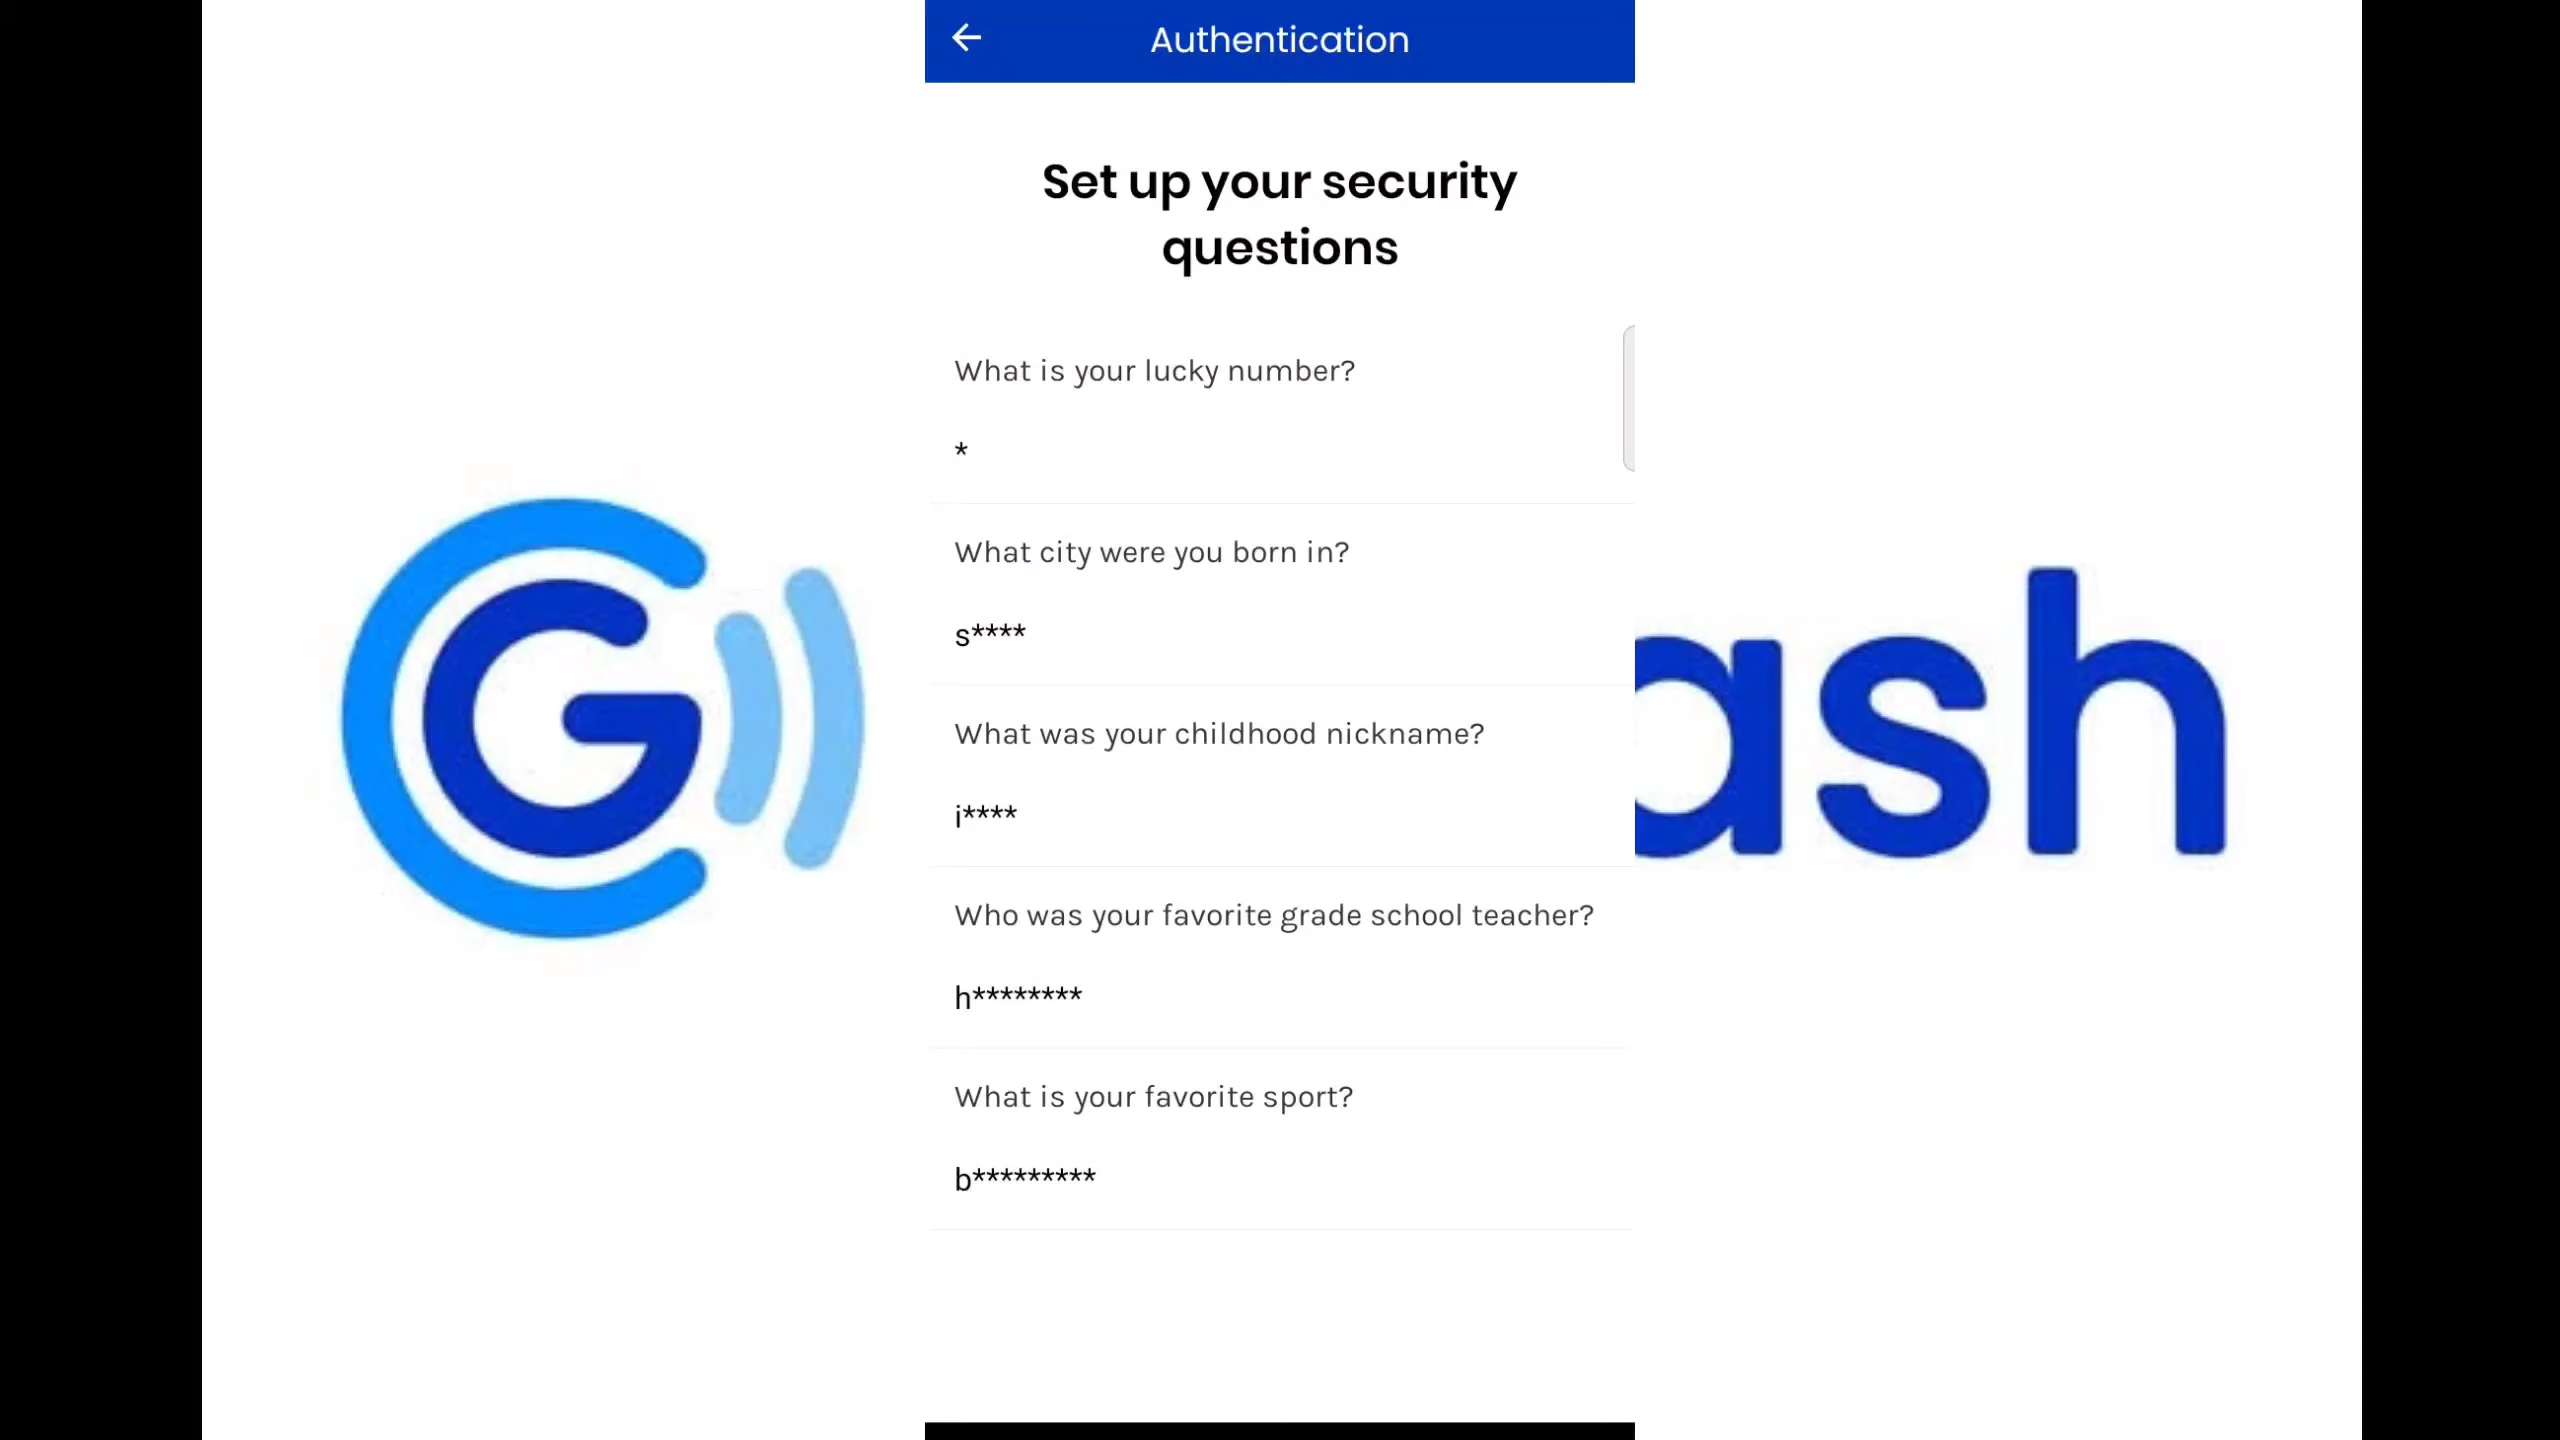 Authentication
Set up your security
questions
What is your lucky number?
*
What city were you born in?
s****
What was your childhood nickname?
i****
Who was your favorite grade school teacher?
h********
What is your favorite sport?
b*********
G
ash